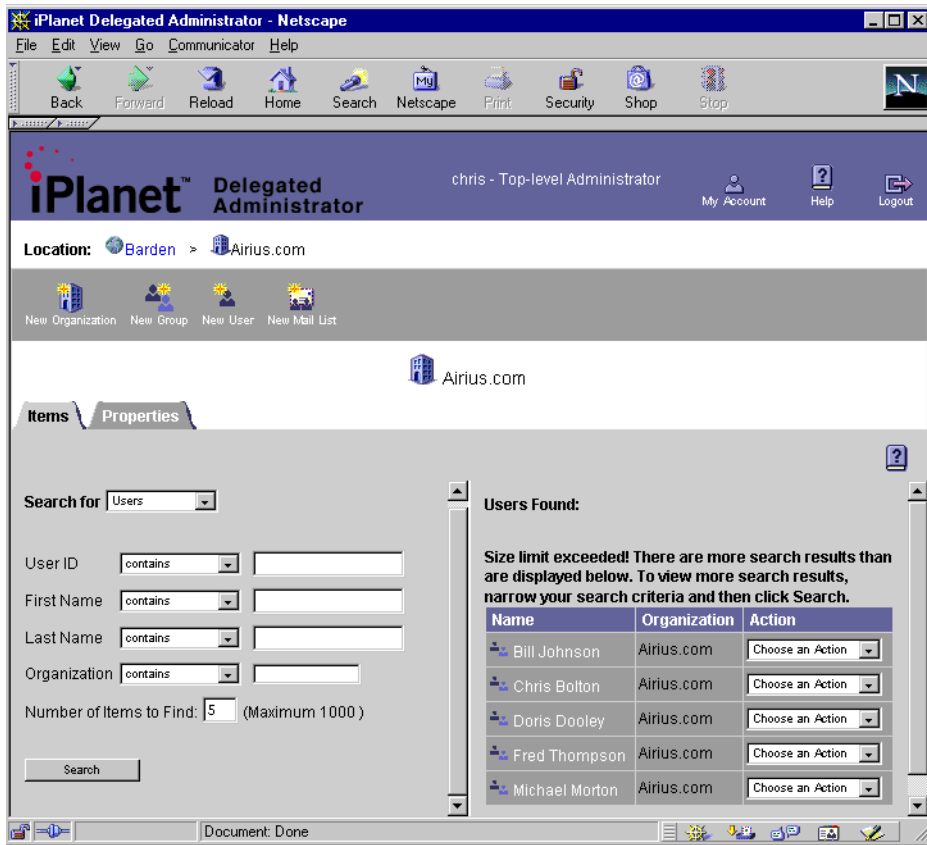 iPlanet Delegated Administrator - Netscape
File Edit View Go Communicator Help
Back Forward Reload Home Search Netscape Print Security Shop Stop
My
N
iPlanet™ Delegated Administrator
chris - Top-level Administrator
My Account Help Logout
Location: Barden > Airius.com
New Organization New Group New User New Mail List
Airius.com
Items Properties
Search for Users
User ID contains
First Name contains
Last Name contains
Organization contains
Number of Items to Find: 5 (Maximum 1000 )
Search
Users Found:
Size limit exceeded! There are more search results than
are displayed below. To view more search results,
narrow your search criteria and then click Search.
Name Organization Action
Bill Johnson Airius.com Choose an Action
Chris Bolton Airius.com Choose an Action
Doris Dooley Airius.com Choose an Action
Fred Thompson Airius.com Choose an Action
Michael Morton Airius.com Choose an Action
Document: Done